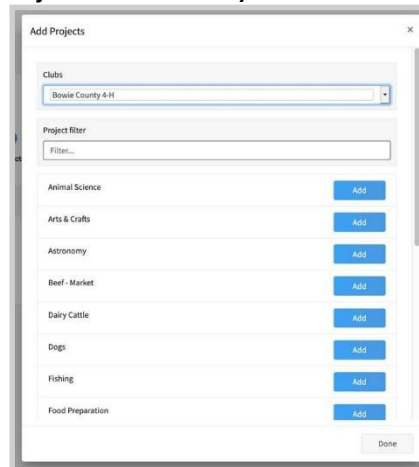 Add Projects ×
Clubs
Bowie County 4-H
Project filter
Filter...
Animal Science Add
Arts & Crafts Add
Astronomy Add
Beef - Market Add
Dairy Cattle Add
Dogs Add
Fishing Add
Food Preparation Add
Done